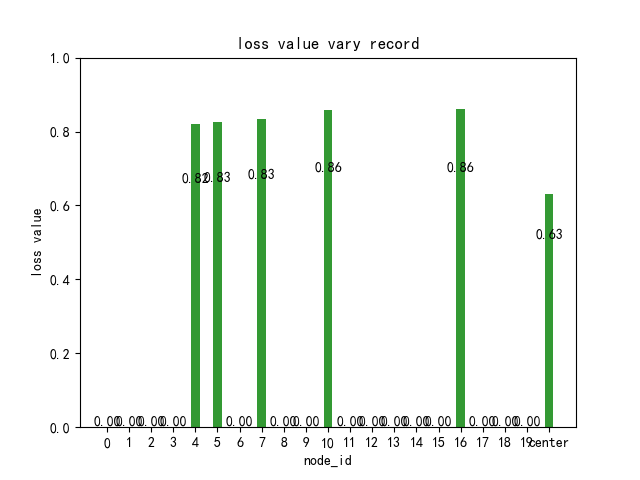 loss value vary record
loss value
1.0
0.8
0.6
0.4
0.2
0.0
0.00 0.00 0.00 0.00 0.82 0.83 0.00 0.83 0.00 0.00 0.86 0.00 0.00 0.00 0.00 0.00 0.86 0.00 0.00 0.00 0.63
0 1 2 3 4 5 6 7 8 9 10 11 12 13 14 15 16 17 18 19 center
node_id